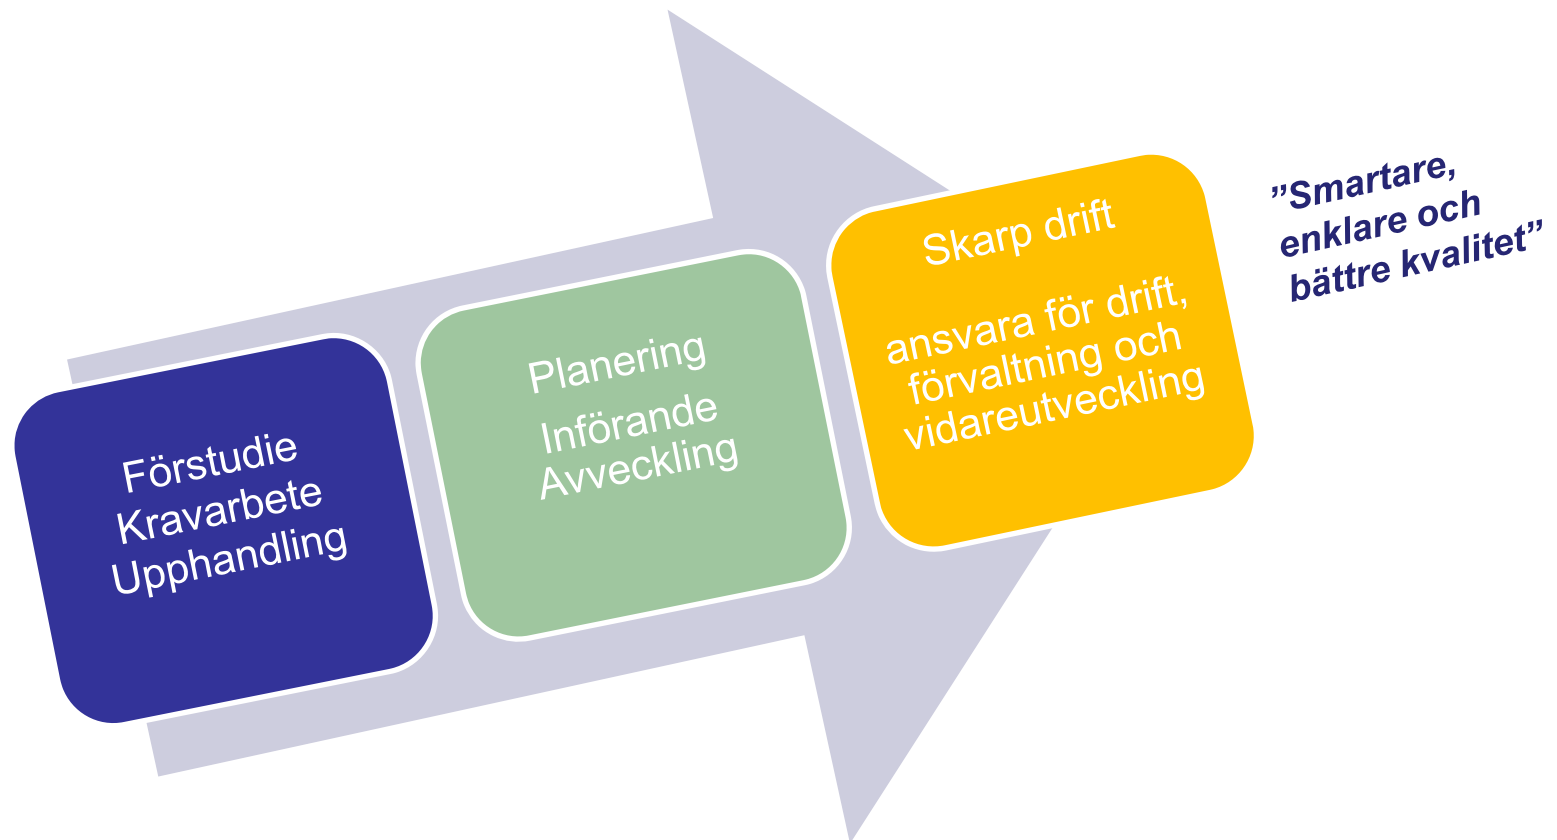 Förstudie
Kravarbete
Upphandling
Planering
Införande
Avveckling
Skarp drift
ansvara för drift,
förvaltning och
vidareutveckling
”Smartare,
enklare och
bättre kvalitet”